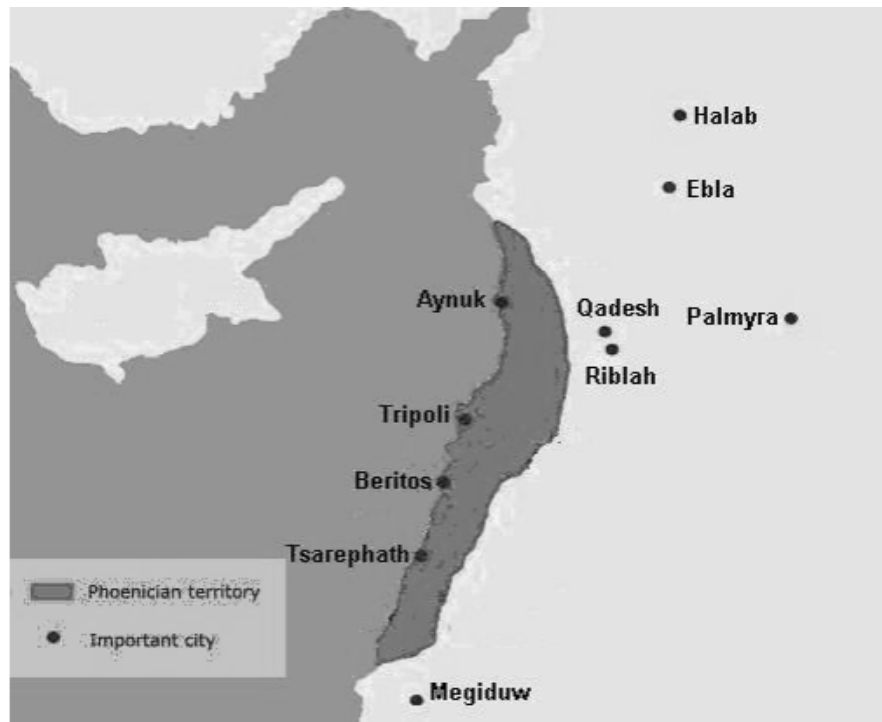 Halab
Ebla
Aynuk
Qadesh
Palmyra
Riblah
Tripoli
Beritos
Tsarephath
Phoenician territory
Important city
Megiduw